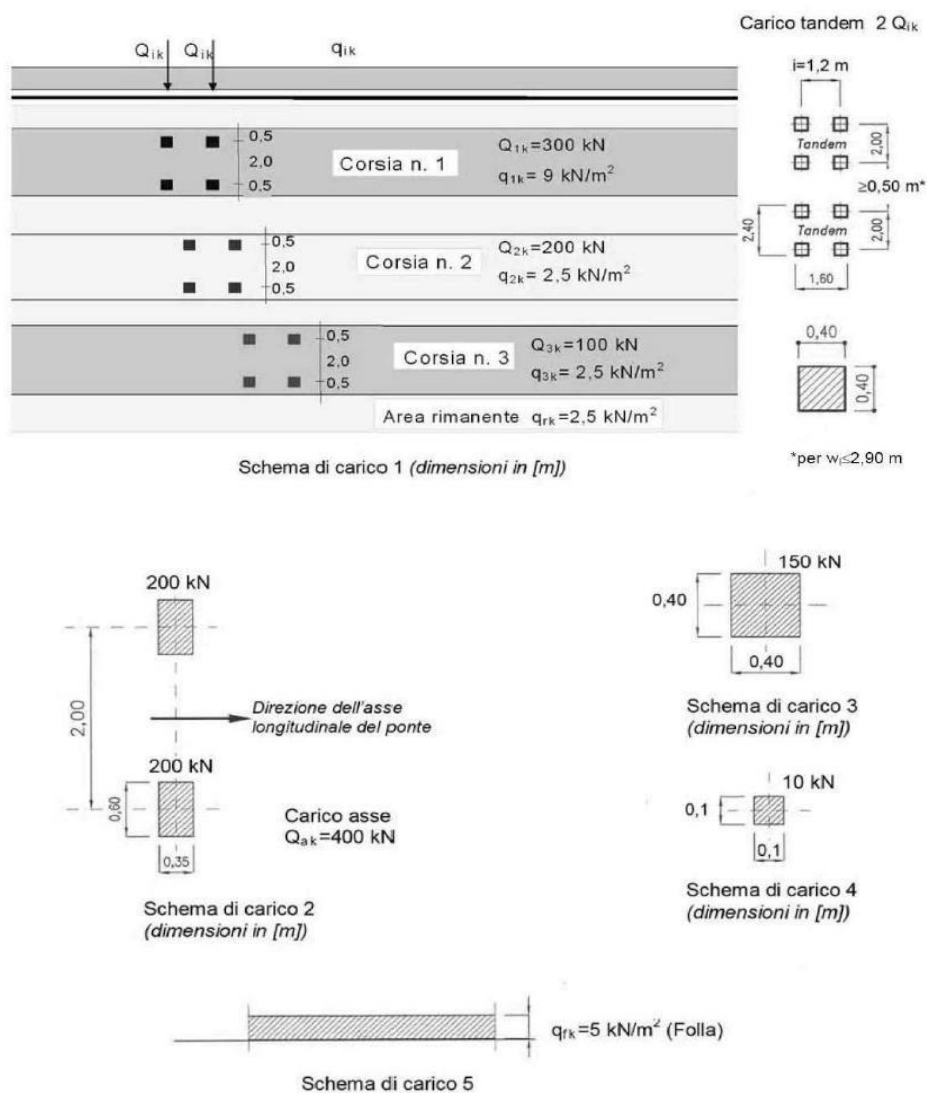 Carico tandem 2 Qik
Qik Qik qik
i=1,2 m
0,5
2,0
0,5
Corsia n. 1
Q1k=300 kN
q1k= 9 kN/m²
Tandem
2,00
≥0,50 m*
0,5
2,0
0,5
Corsia n. 2
Q2k=200 kN
q2k= 2,5 kN/m²
2,40
Tandem
2,00
1,60
0,5
2,0
0,5
Corsia n. 3
Q3k=100 kN
q3k= 2,5 kN/m²
0,40
0,40
Area rimanente qrk=2,5 kN/m²
*per wl≤2,90 m
Schema di carico 1 (dimensioni in [m])
200 kN
2,00
Direzione dell'asse
longitudinale del ponte
200 kN
0,60
0,35
Carico asse
Qak=400 kN
Schema di carico 2
(dimensioni in [m])
150 kN
0,40
0,40
Schema di carico 3
(dimensioni in [m])
10 kN
0,1
0,1
Schema di carico 4
(dimensioni in [m])
qfk=5 kN/m² (Folla)
Schema di carico 5